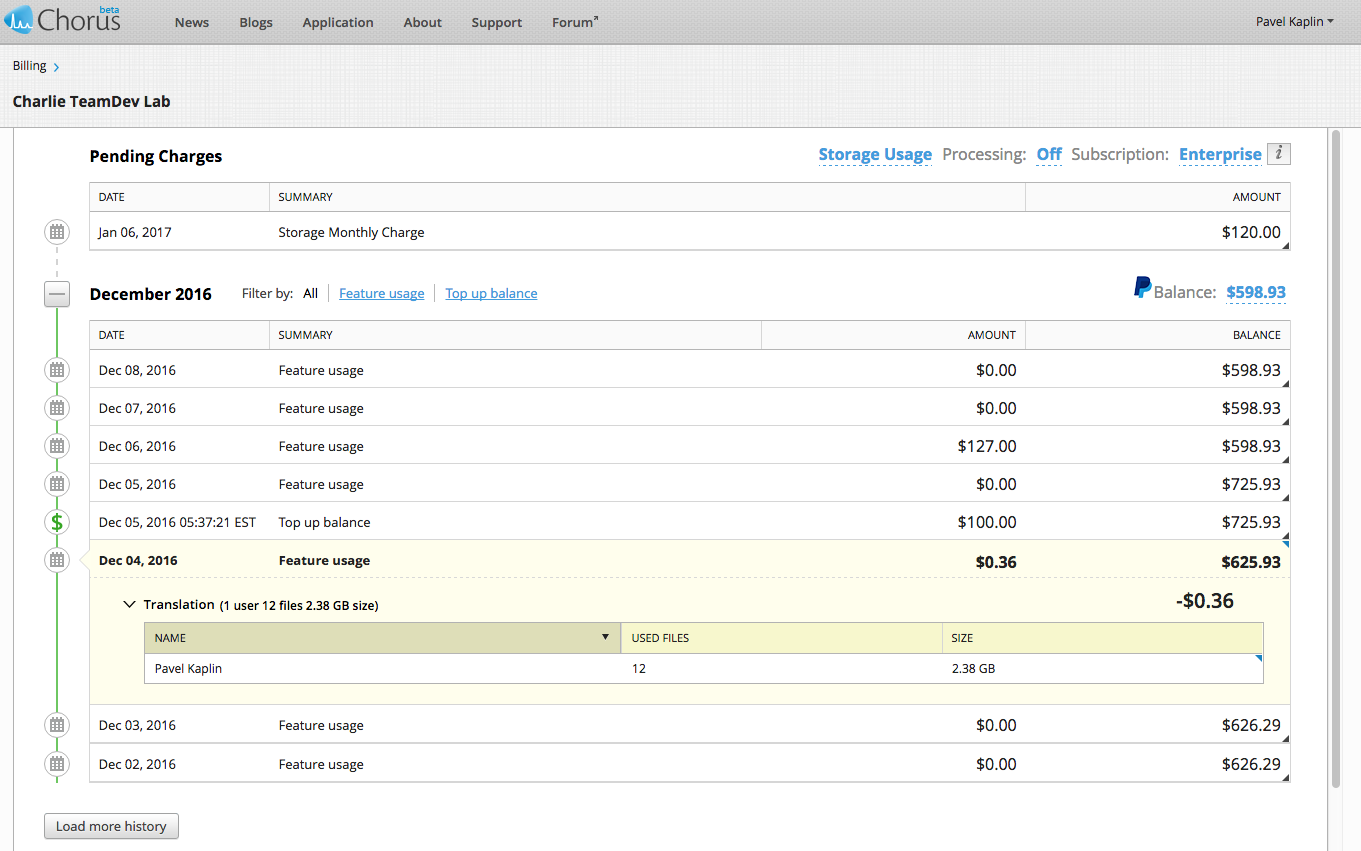 Chorus beta News Blogs Application About Support Forum Pavel Kaplin
Billing
Charlie TeamDev Lab
Pending Charges Storage Usage Processing: Off Subscription: Enterprise i
DATE SUMMARY AMOUNT
Jan 06, 2017 Storage Monthly Charge $120.00
December 2016 Filter by: All Feature usage Top up balance Balance: $598.93
DATE SUMMARY AMOUNT BALANCE
Dec 08, 2016 Feature usage $0.00 $598.93
Dec 07, 2016 Feature usage $0.00 $598.93
Dec 06, 2016 Feature usage $127.00 $598.93
Dec 05, 2016 Feature usage $0.00 $725.93
$ Dec 05, 2016 05:37:21 EST Top up balance $100.00 $725.93
Dec 04, 2016 Feature usage $0.36 $625.93
Translation (1 user 12 files 2.38 GB size) -$0.36
NAME USED FILES SIZE
Pavel Kaplin 12 2.38 GB
Dec 03, 2016 Feature usage $0.00 $626.29
Dec 02, 2016 Feature usage $0.00 $626.29
Load more history